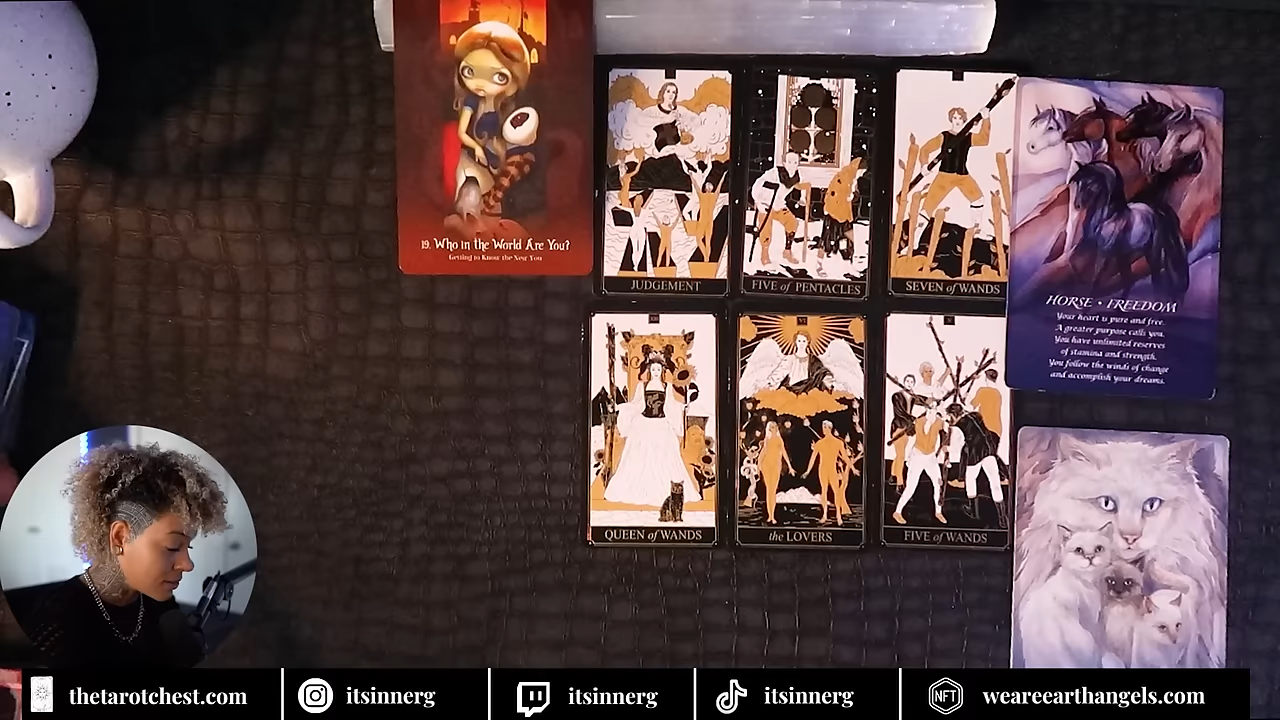 19. Who in the World Are You?
Getting to Know the New You
JUDGEMENT
FIVE of PENTACLES
SEVEN of WANDS
HORSE • FREEDOM
Your heart is pure and free.
A greater purpose calls you.
You have unlimited reserves
of stamina and strength.
You follow the winds of change
and accomplish your dreams.
VI
V
QUEEN of WANDS
the LOVERS
FIVE of WANDS
thetarotchest.com
itsinnerg
itsinnerg
itsinnerg
NFT
weareearthangels.com